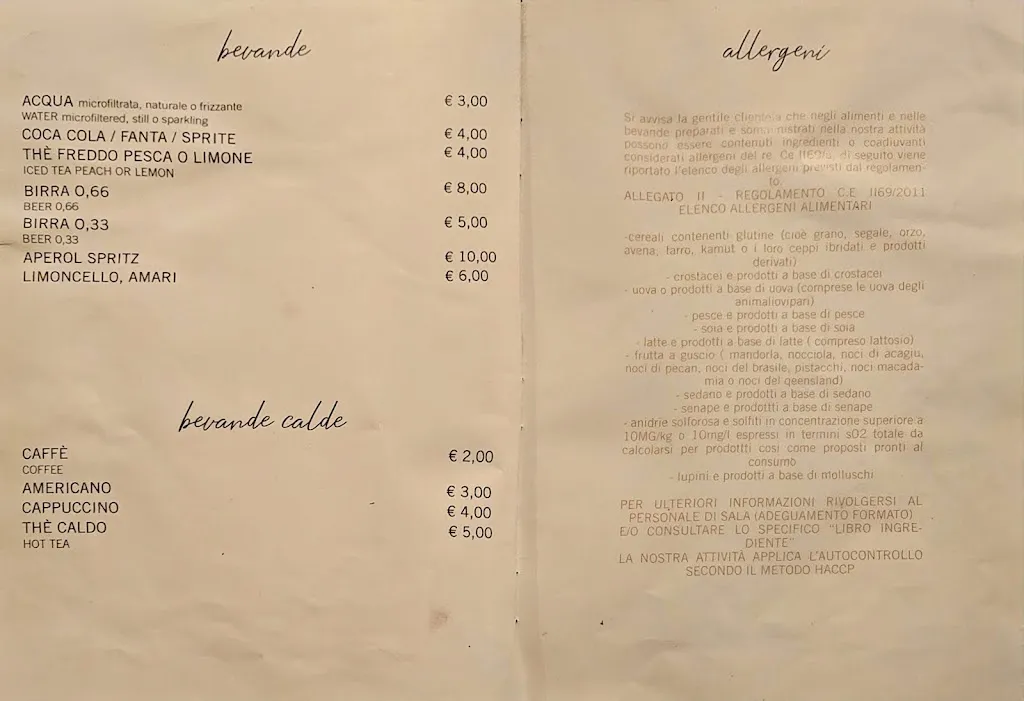 bevande
ACQUA microfiltrata, naturale o frizzante € 3,00
WATER microfiltered, still o sparkling
COCA COLA / FANTA / SPRITE € 4,00
THÈ FREDDO PESCA O LIMONE € 4,00
ICED TEA PEACH OR LEMON
BIRRA 0,66 € 8,00
BEER 0,66
BIRRA 0,33 € 5,00
BEER 0,33
APEROL SPRITZ € 10,00
LIMONCELLO, AMARI € 6,00
bevande calde
CAFFÈ € 2,00
COFFEE
AMERICANO € 3,00
CAPPUCCINO € 4,00
THÈ CALDO € 5,00
HOT TEA
allergeni
Si avvisa la gentile clientela che negli alimenti e nelle
bevande preparati e somministrati nella nostra attività
possono essere contenuti ingredienti o coadiuvanti
considerati allergeni del re. Ce di seguito viene
riportato l'elenco degli allergeni previsti dal regolamen-
to.
ALLEGATO II - REGOLAMENTO C.E 1169/2011
ELENCO ALLERGENI ALIMENTARI
-cereali contenenti glutine (cioè grano, segale, orzo,
avena, farro, kamut o i loro ceppi ibridati e prodotti
derivati)
- crostacei e prodotti a base di crostacei
- uova o prodotti a base di uova (comprese le uova degli
animaliovipari)
- pesce e prodotti a base di pesce
- soia e prodotti a base di soia
- latte e prodotti a base di latte ( compreso lattosio)
- frutta a guscio ( mandorla, nocciola, noci di acagiu,
noci di pecan, noci del brasile, pistacchi, noci macada-
mia o noci del qeensland)
- sedano e prodotti a base di sedano
- senape e prodottti a base di senape
- anidrie solforosa e solfiti in concentrazione superiore a
10MG/kg o 10mg/l espressi in termini s02 totale da
calcolarsi per prodottti cosi come proposti pronti al
consumo
- lupini e prodotti a base di molluschi
PER ULTERIORI INFORMAZIONI RIVOLGERSI AL
PERSONALE DI SALA (ADEGUAMENTO FORMATO)
E/O CONSULTARE LO SPECIFICO "LIBRO INGRE-
DIENTE"
LA NOSTRA ATTIVITÀ APPLICA L'AUTOCONTROLLO
SECONDO IL METODO HACCP